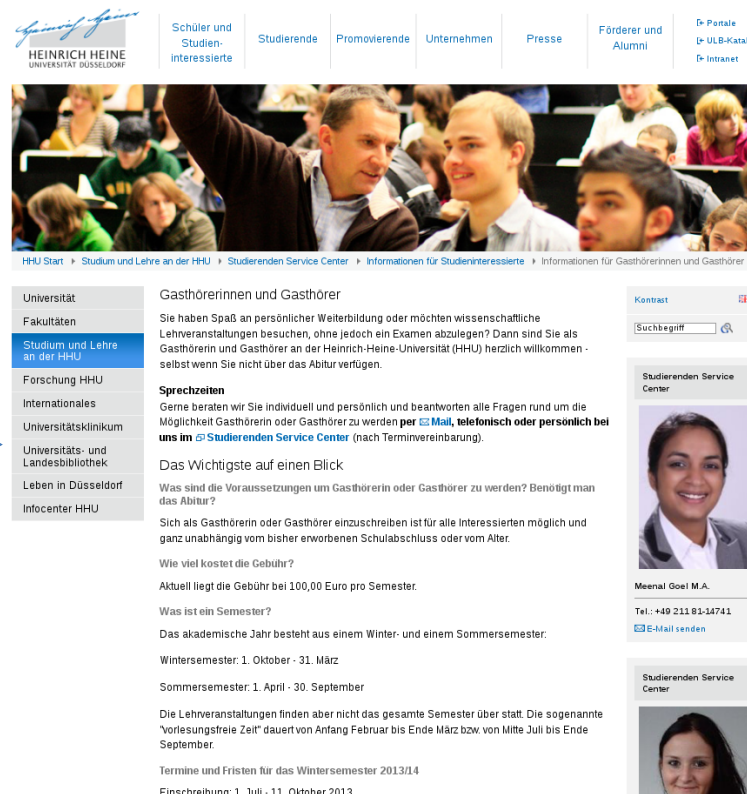 Heinrich Heine
HEINRICH HEINE
UNIVERSITÄT DÜSSELDORF
Schüler und
Studien-
interessierte
Studierende
Promovierende
Unternehmen
Presse
Förderer und
Alumni
Portale
ULB-Katal
Intranet
HHU Start
Studium und Lehre an der HHU
Studierenden Service Center
Informationen für Studieninteressierte
Informationen für Gasthörerinnen und Gasthörer
Universität
Fakultäten
Studium und Lehre
an der HHU
Forschung HHU
Internationales
Universitätsklinikum
Universitäts- und
Landesbibliothek
Leben in Düsseldorf
Infocenter HHU
Gasthörerinnen und Gasthörer
Sie haben Spaß an persönlicher Weiterbildung oder möchten wissenschaftliche
Lehrveranstaltungen besuchen, ohne jedoch ein Examen abzulegen? Dann sind Sie als
Gasthörerin und Gasthörer an der Heinrich-Heine-Universität (HHU) herzlich willkommen -
selbst wenn Sie nicht über das Abitur verfügen.
Sprechzeiten
Gerne beraten wir Sie individuell und persönlich und beantworten alle Fragen rund um die
Möglichkeit Gasthörerin oder Gasthörer zu werden per Mail, telefonisch oder persönlich bei
uns im Studierenden Service Center (nach Terminvereinbarung).
Das Wichtigste auf einen Blick
Was sind die Voraussetzungen um Gasthörerin oder Gasthörer zu werden? Benötigt man
das Abitur?
Sich als Gasthörerin oder Gasthörer einzuschreiben ist für alle Interessierten möglich und
ganz unabhängig vom bisher erworbenen Schulabschluss oder vom Alter.
Wie viel kostet die Gebühr?
Aktuell liegt die Gebühr bei 100,00 Euro pro Semester.
Was ist ein Semester?
Das akademische Jahr besteht aus einem Winter- und einem Sommersemester:
Wintersemester: 1. Oktober - 31. März
Sommersemester: 1. April - 30. September
Die Lehrveranstaltungen finden aber nicht das gesamte Semester über statt. Die sogenannte
"vorlesungsfreie Zeit" dauert von Anfang Februar bis Ende März bzw. von Mitte Juli bis Ende
September.
Termine und Fristen für das Wintersemester 2013/14
Einschreibung: 1. Juli - 11. Oktober 2013
Kontrast
Suchbegriff
Studierenden Service
Center
Meenal Goel M.A.
Tel.: +49 211 81-14741
E-Mail senden
Studierenden Service
Center